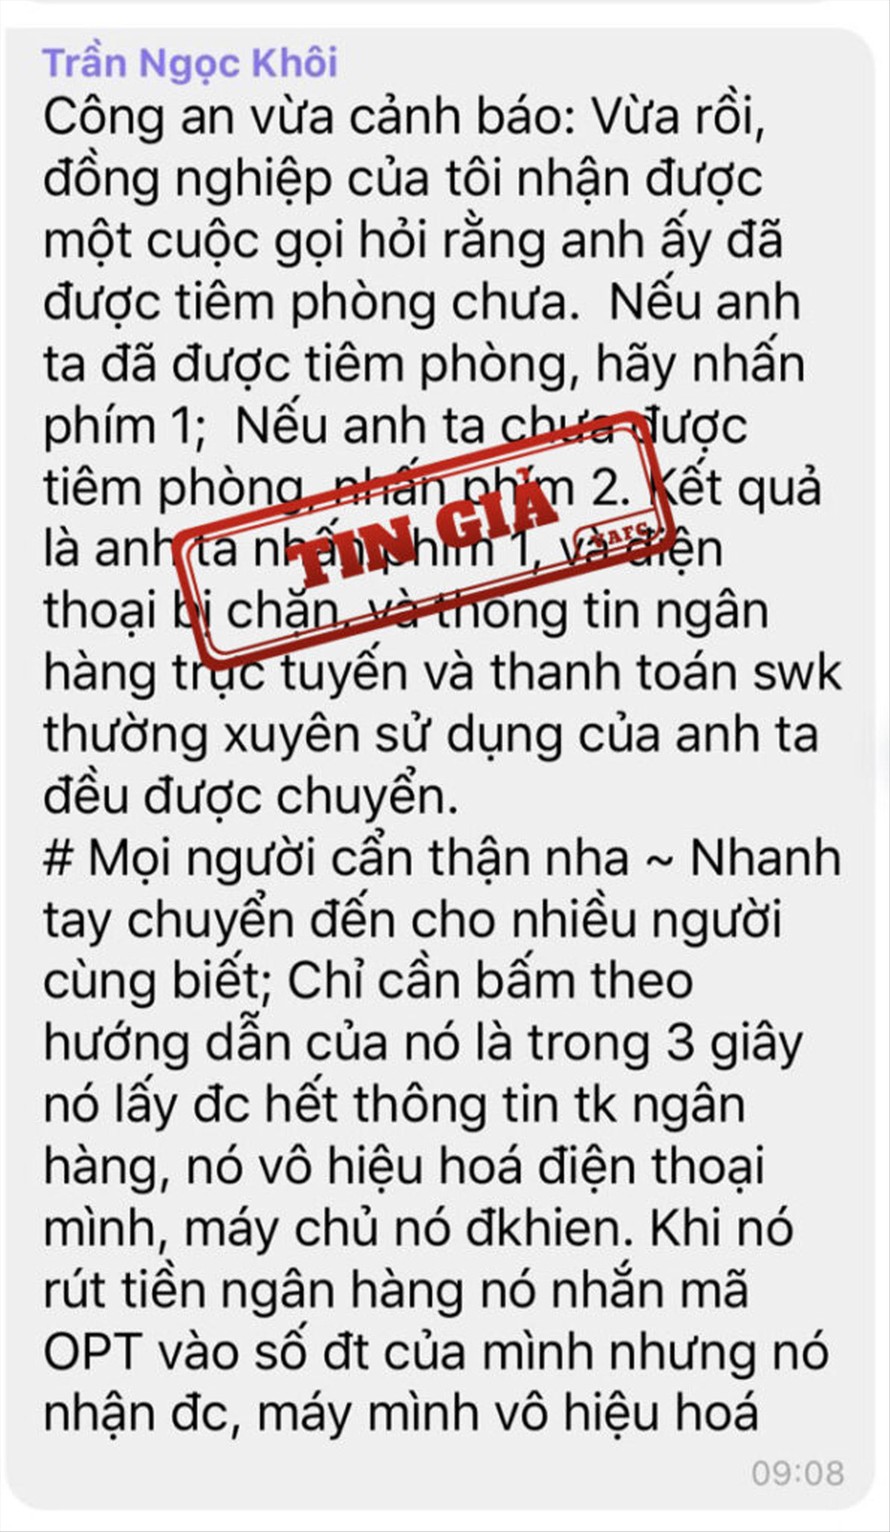 Trần Ngọc Khôi
Công an vừa cảnh báo: Vừa rồi,
đồng nghiệp của tôi nhận được
một cuộc gọi hỏi rằng anh ấy đã
được tiêm phòng chưa.  Nếu anh
ta đã được tiêm phòng, hãy nhấn
phím 1;  Nếu anh ta chưa được
tiêm phòng, nhấn phím 2. Kết quả
là anh ta nhấn phím 1, và điện
thoại bị chặn, và thông tin ngân
hàng trực tuyến và thanh toán swk
thường xuyên sử dụng của anh ta
đều được chuyển.
# Mọi người cẩn thận nha ~ Nhanh
tay chuyển đến cho nhiều người
cùng biết; Chỉ cần bấm theo
hướng dẫn của nó là trong 3 giây
nó lấy đc hết thông tin tk ngân
hàng, nó vô hiệu hoá điện thoại
mình, máy chủ nó đkhien. Khi nó
rút tiền ngân hàng nó nhắn mã
OPT vào số đt của mình nhưng nó
nhận đc, máy mình vô hiệu hoá
09:08
TIN GIẢ
VAFC